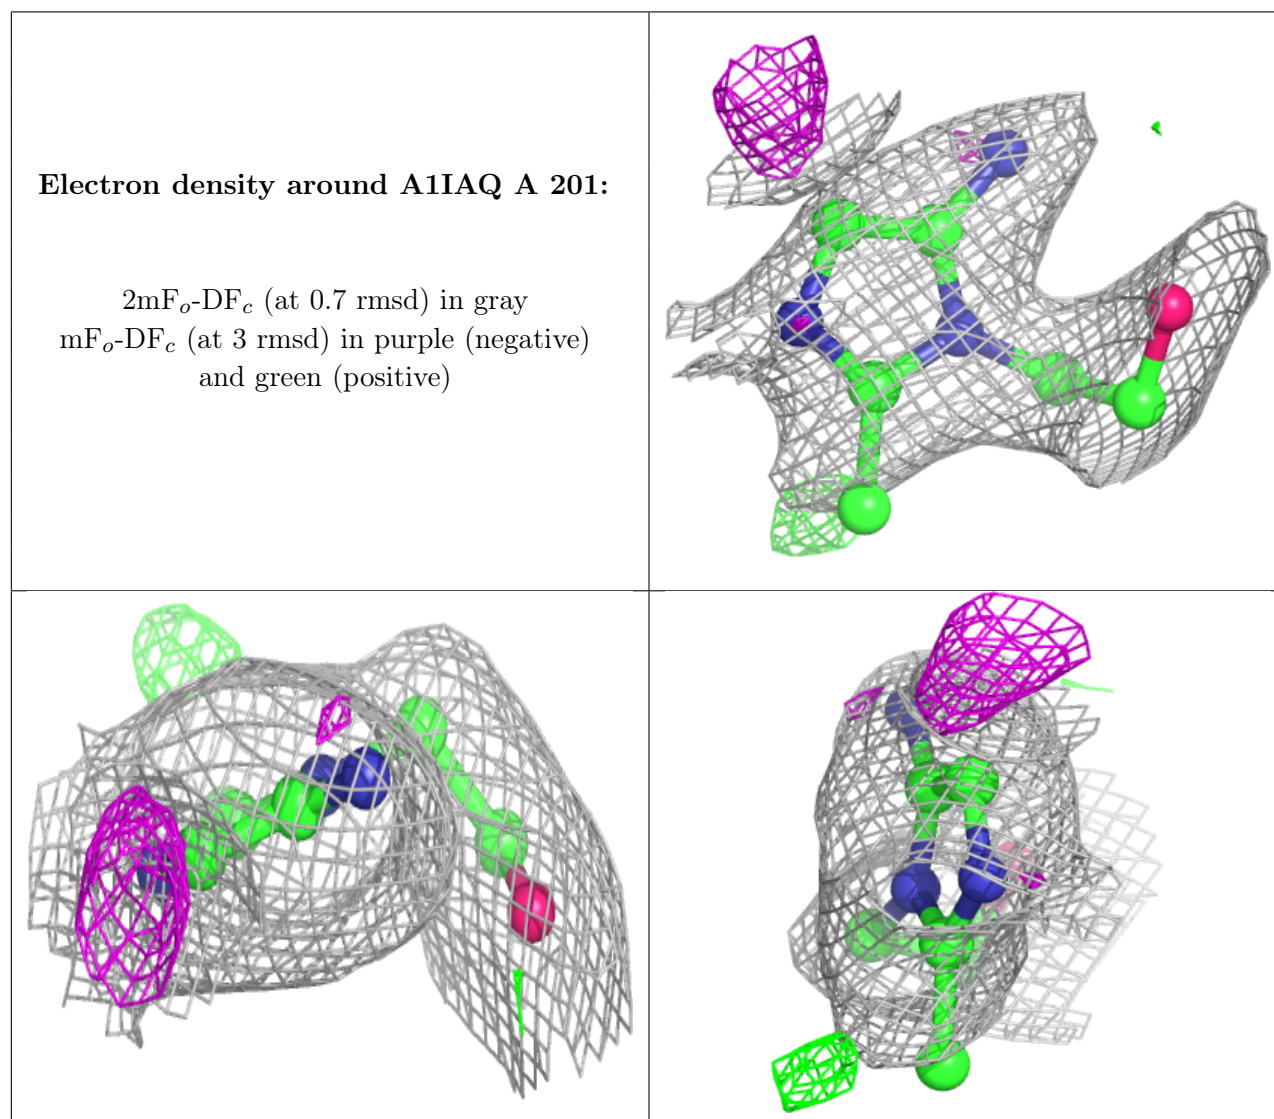 Electron density around A1IAQ A 201:
2mFₒ-DF𝒸 (at 0.7 rmsd) in gray
mFₒ-DF𝒸 (at 3 rmsd) in purple (negative)
and green (positive)